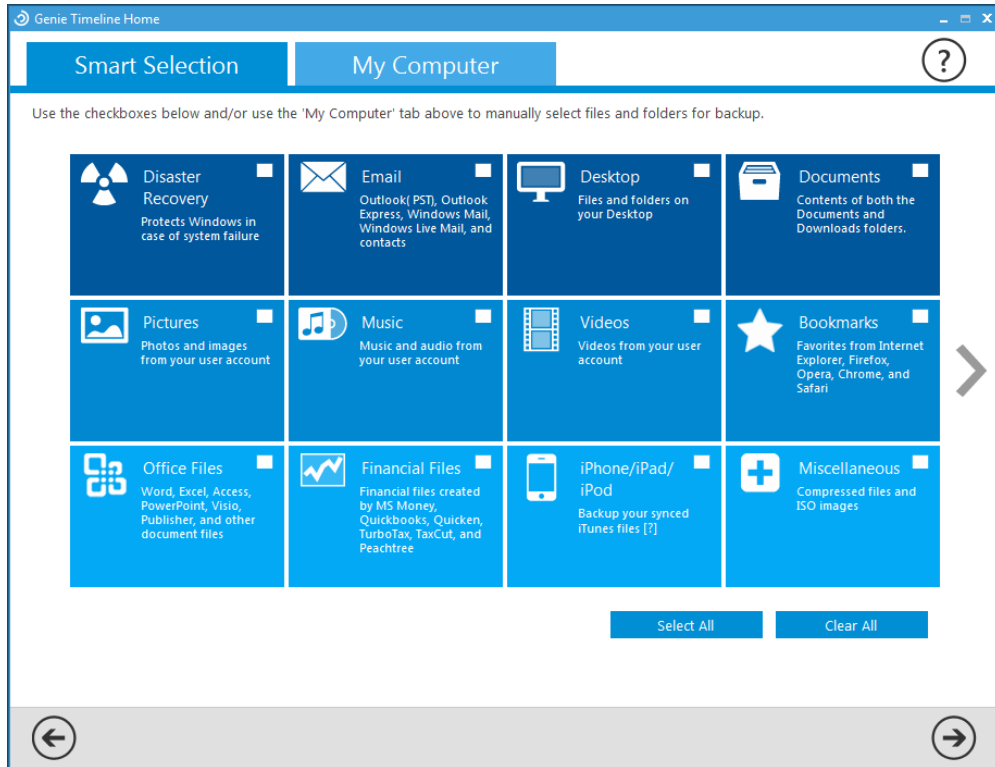 Genie Timeline Home
Smart Selection
My Computer
?
Use the checkboxes below and/or use the 'My Computer' tab above to manually select files and folders for backup.
Disaster
Recovery
Protects Windows in
case of system failure
Email
Outlook( PST), Outlook
Express, Windows Mail,
Windows Live Mail, and
contacts
Desktop
Files and folders on
your Desktop
Documents
Contents of both the
Documents and
Downloads folders.
Pictures
Photos and images
from your user account
Music
Music and audio from
your user account
Videos
Videos from your user
account
Bookmarks
Favorites from Internet
Explorer, Firefox,
Opera, Chrome, and
Safari
Office Files
Word, Excel, Access,
PowerPoint, Visio,
Publisher, and other
document files
Financial Files
Financial files created
by MS Money,
Quickbooks, Quicken,
TurboTax, TaxCut, and
Peachtree
iPhone/iPad/
iPod
Backup your synced
iTunes files [?]
Miscellaneous
Compressed files and
ISO images
Select All
Clear All